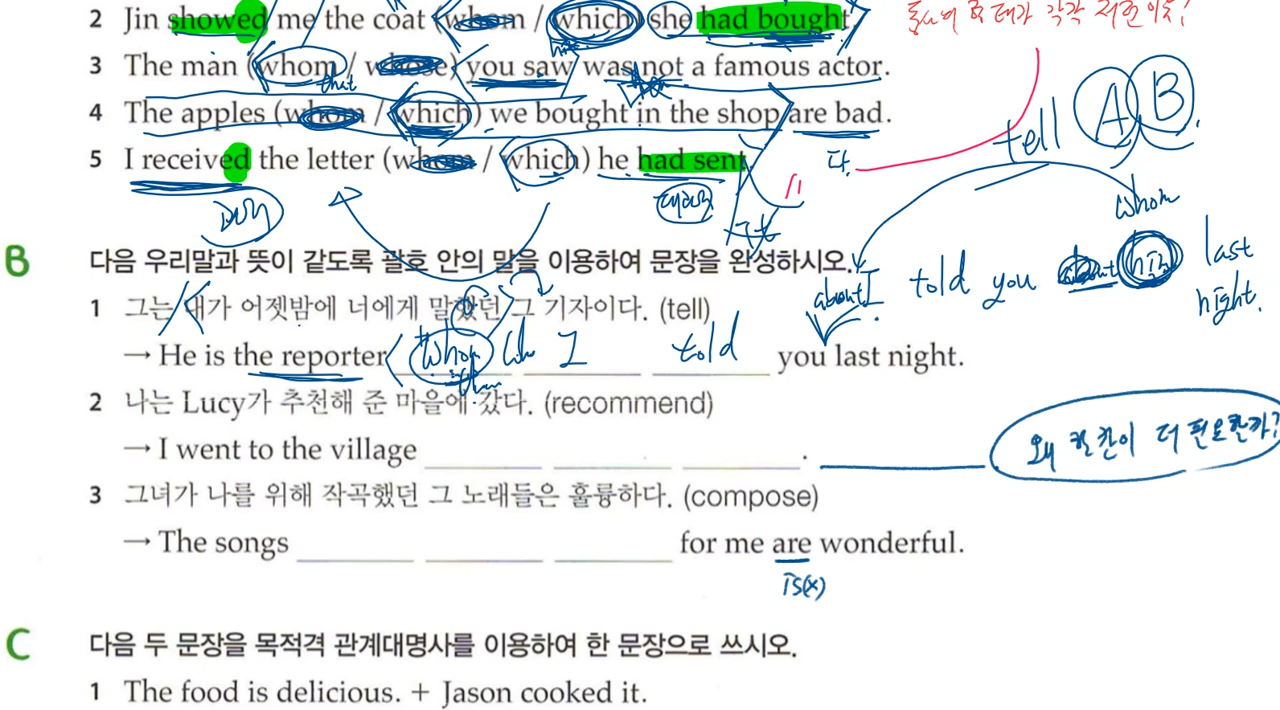 2 Jin showed me the coat (whom / which) she had bought
3 The man (whom / whose) you saw was not a famous actor.
that
4 The apples (whom / which) we bought in the shop are bad.
5 I received the letter (whom / which) he had sent
다.
tell A B
whom
I told you about him last night.
about
B 다음 우리말과 뜻이 같도록 괄호 안의 말을 이용하여 문장을 완성하시오.
1 그는 내가 어젯밤에 너에게 말했던 그 기자이다. (tell)
→ He is the reporter whom I told you last night.
2 나는 Lucy가 추천해 준 마을에 갔다. (recommend)
→ I went to the village .
왜 한 칸이 더 필요할까?
3 그녀가 나를 위해 작곡했던 그 노래들은 훌륭하다. (compose)
→ The songs for me are wonderful.
is(x)
C 다음 두 문장을 목적격 관계대명사를 이용하여 한 문장으로 쓰시오.
1 The food is delicious. + Jason cooked it.